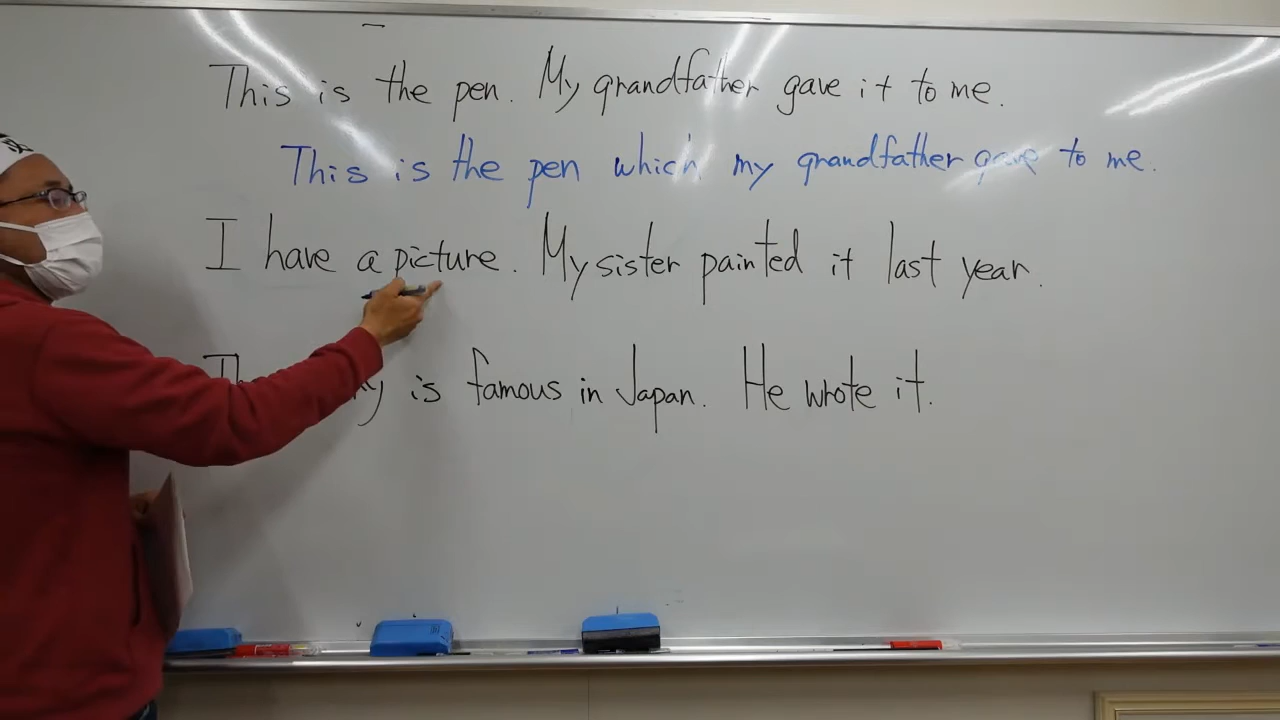 This is the pen. My grandfather gave it to me.
This is the pen which my grandfather gave to me.
I have a picture. My sister painted it last year.
is famous in Japan. He wrote it.